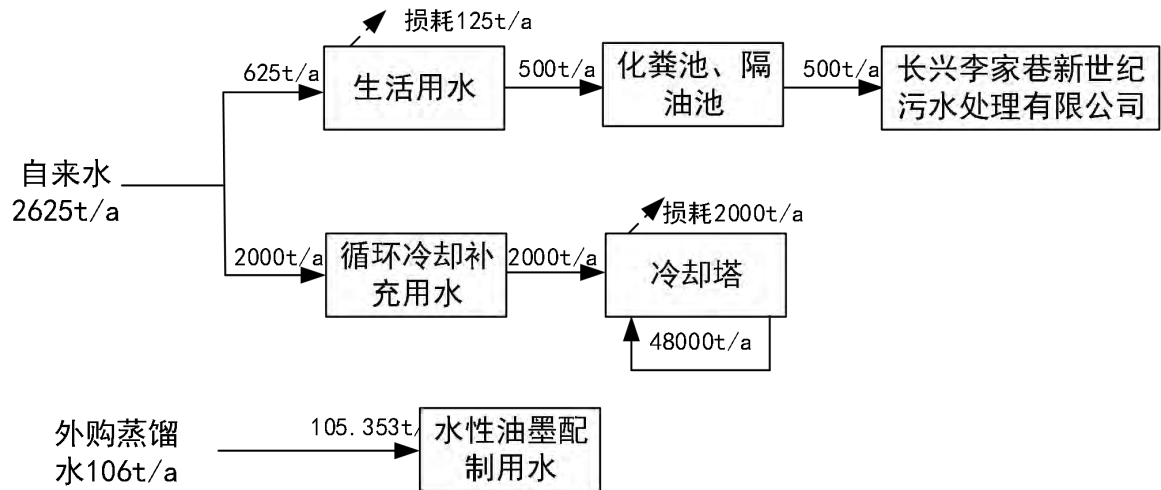 损耗125t/a
625t/a
生活用水
500t/a
化粪池、隔
油池
500t/a
长兴李家巷新世纪
污水处理有限公司
自来水
2625t/a
2000t/a
循环冷却补
充用水
2000t/a
损耗2000t/a
冷却塔
48000t/a
外购蒸馏
水106t/a
105.353t/
水性油墨配
制用水